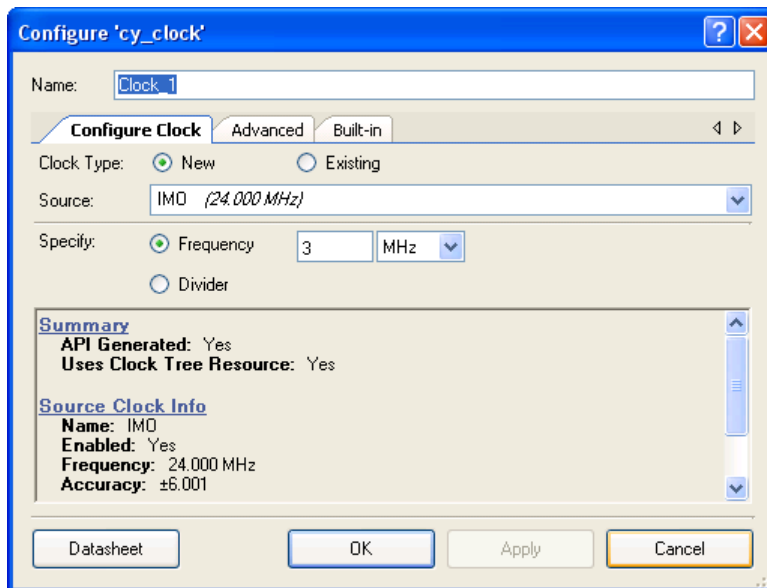 Configure 'cy_clock'
Name: Clock_1
Configure Clock Advanced Built-in
Clock Type: New Existing
Source: IMO (24.000 MHz)
Specify: Frequency 3 MHz
Divider
Summary
API Generated: Yes
Uses Clock Tree Resource: Yes
Source Clock Info
Name: IMO
Enabled: Yes
Frequency: 24.000 MHz
Accuracy: ±6.001
Datasheet OK Apply Cancel